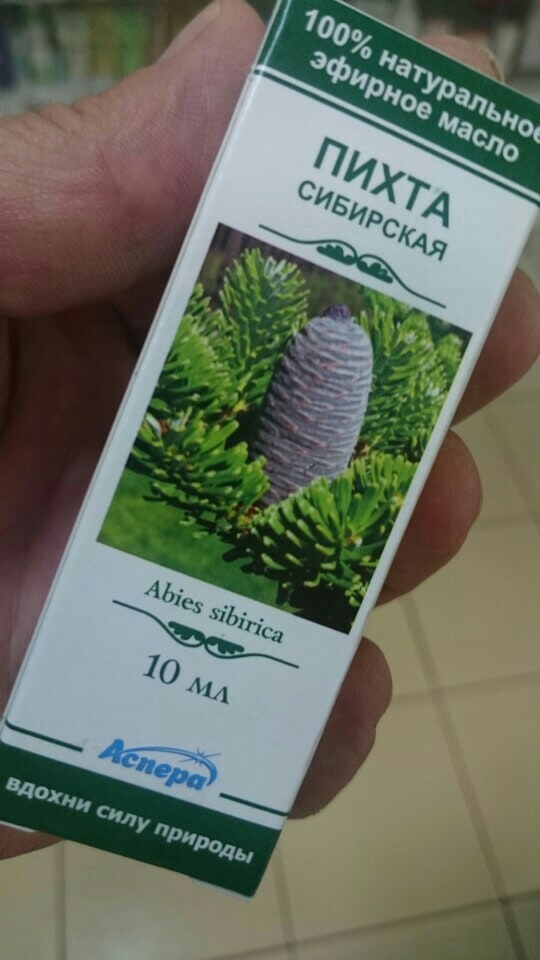 100% натуральное
эфирное масло
ПИХТА
СИБИРСКАЯ
Abies sibirica
10 мл
Аспера
вдохни силу природы